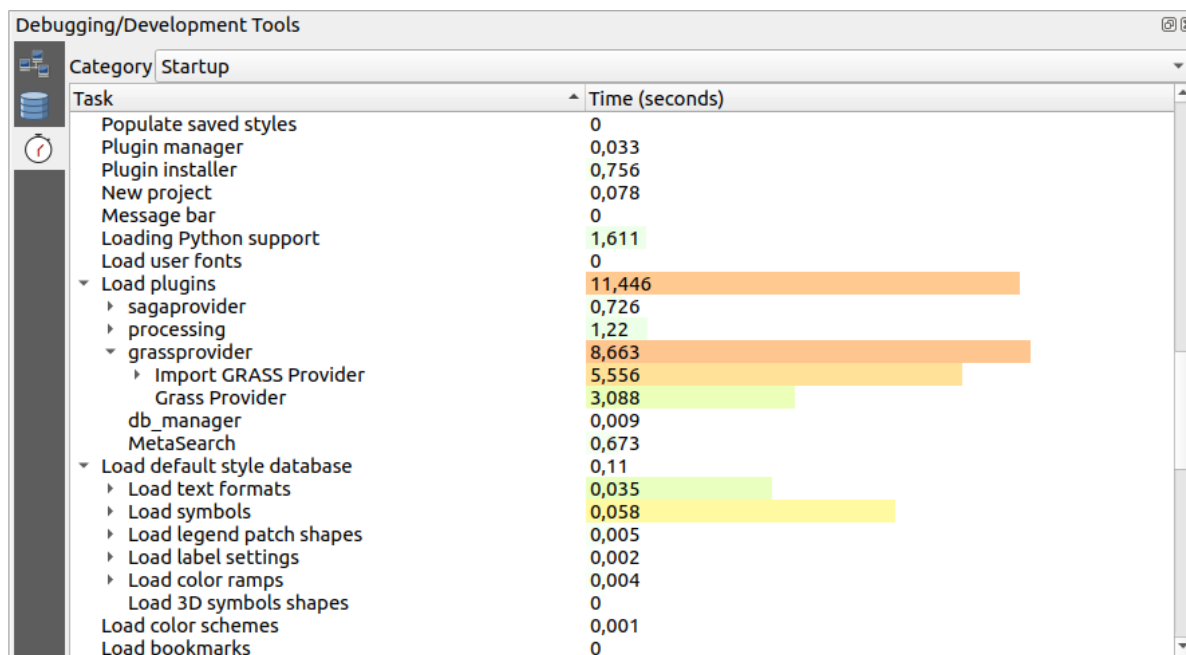 Debugging/Development Tools
Category Startup
Task Time (seconds)
Populate saved styles 0
Plugin manager 0,033
Plugin installer 0,756
New project 0,078
Message bar 0
Loading Python support 1,611
Load user fonts 0
Load plugins 11,446
sagaprovider 0,726
processing 1,22
grassprovider 8,663
Import GRASS Provider 5,556
Grass Provider 3,088
db_manager 0,009
MetaSearch 0,673
Load default style database 0,11
Load text formats 0,035
Load symbols 0,058
Load legend patch shapes 0,005
Load label settings 0,002
Load color ramps 0,004
Load 3D symbols shapes 0
Load color schemes 0,001
Load bookmarks 0